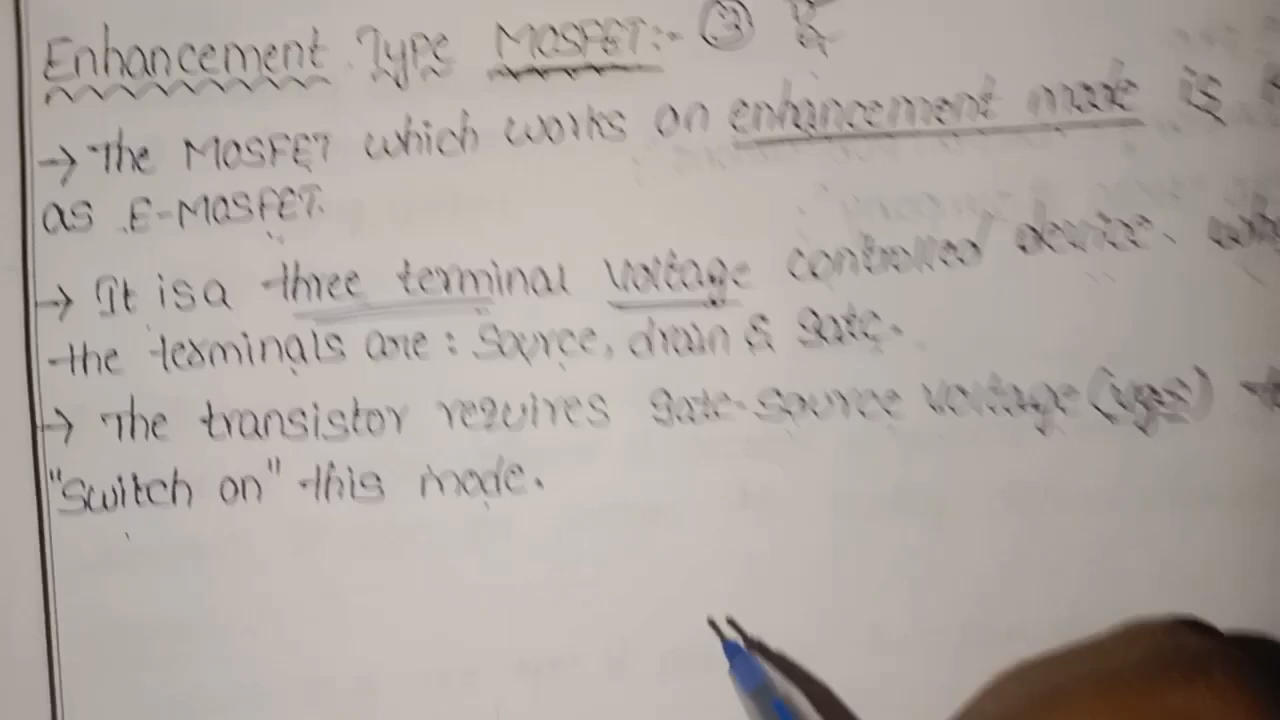 Enhancement Type MOSFET:- ③
→ The MOSFET which works on enhancement mode is
as E-MOSFET.
→ It is a three terminal voltage controlled device.
the terminals are: source, drain & gate.
→ The transistor requires gate-source voltage (vgs)
"switch on" this mode.